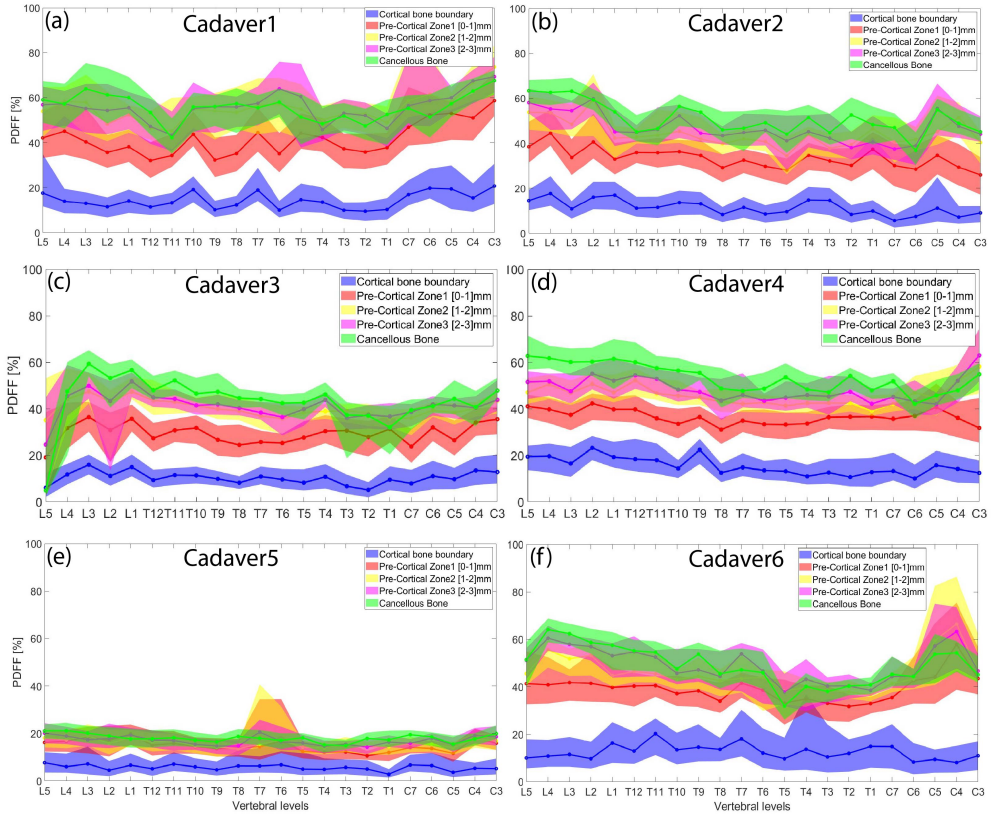 (a) Cadaver1
Cortical bone boundary
Pre-Cortical Zone1 [0-1]mm
Pre-Cortical Zone2 [1-2]mm
Pre-Cortical Zone3 [2-3]mm
Cancellous Bone
PDFF [%]
100
80
60
40
20
0
L5 L4 L3 L2 L1 T12 T11 T10 T9 T8 T7 T6 T5 T4 T3 T2 T1 C7 C6 C5 C4 C3
(b) Cadaver2
Cortical bone boundary
Pre-Cortical Zone1 [0-1]mm
Pre-Cortical Zone2 [1-2]mm
Pre-Cortical Zone3 [2-3]mm
Cancellous Bone
100
80
60
40
20
0
L5 L4 L3 L2 L1 T12 T11 T10 T9 T8 T7 T6 T5 T4 T3 T2 T1 C7 C6 C5 C4 C3
(c) Cadaver3
Cortical bone boundary
Pre-Cortical Zone1 [0-1]mm
Pre-Cortical Zone2 [1-2]mm
Pre-Cortical Zone3 [2-3]mm
Cancellous Bone
PDFF [%]
100
80
60
40
20
0
L5 L4 L3 L2 L1 T12 T11 T10 T9 T8 T7 T6 T5 T4 T3 T2 T1 C7 C6 C5 C4 C3
(d) Cadaver4
Cortical bone boundary
Pre-Cortical Zone1 [0-1]mm
Pre-Cortical Zone2 [1-2]mm
Pre-Cortical Zone3 [2-3]mm
Cancellous Bone
100
80
60
40
20
0
L5 L4 L3 L2 L1 T12 T11 T10 T9 T8 T7 T6 T5 T4 T3 T2 T1 C7 C6 C5 C4 C3
(e) Cadaver5
Cortical bone boundary
Pre-Cortical Zone1 [0-1]mm
Pre-Cortical Zone2 [1-2]mm
Pre-Cortical Zone3 [2-3]mm
Cancellous Bone
PDFF [%]
100
80
60
40
20
0
L5 L4 L3 L2 L1 T12 T11 T10 T9 T8 T7 T6 T5 T4 T3 T2 T1 C7 C6 C5 C4 C3
Vertebral levels
(f) Cadaver6
Cortical bone boundary
Pre-Cortical Zone1 [0-1]mm
Pre-Cortical Zone2 [1-2]mm
Pre-Cortical Zone3 [2-3]mm
Cancellous Bone
100
80
60
40
20
0
L5 L4 L3 L2 L1 T12 T11 T10 T9 T8 T7 T6 T5 T4 T3 T2 T1 C7 C6 C5 C4 C3
Vertebral levels